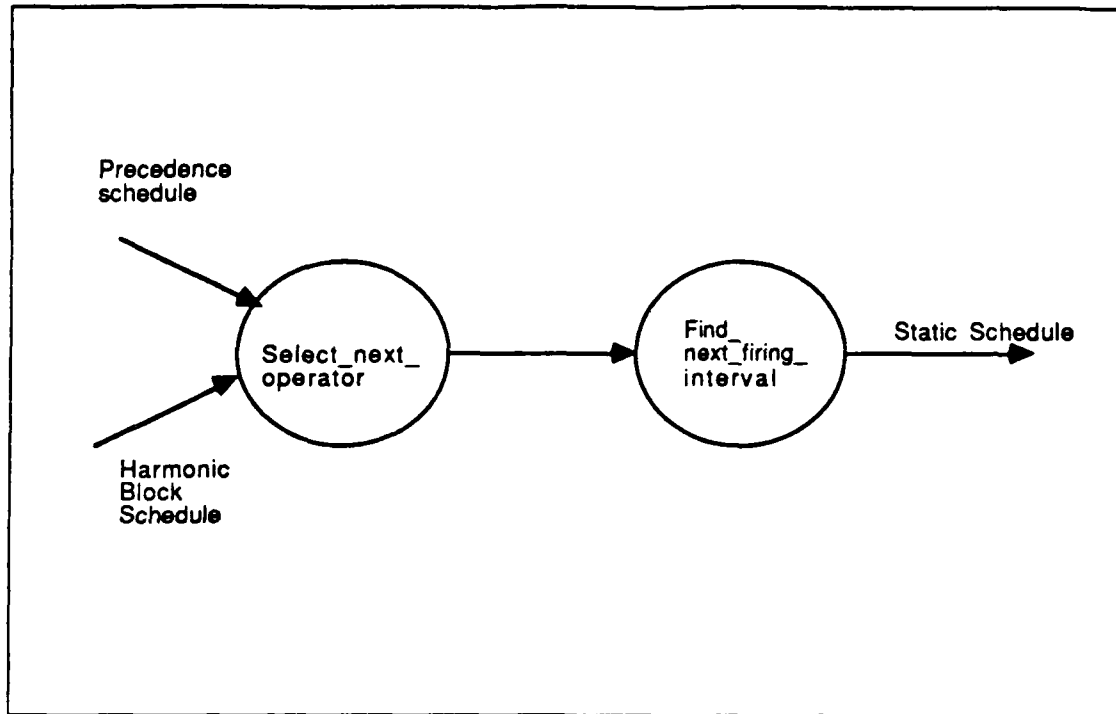 Precedence
schedule
Select_next_
operator
Harmonic
Block
Schedule
Find_
next_firing_
interval
Static Schedule